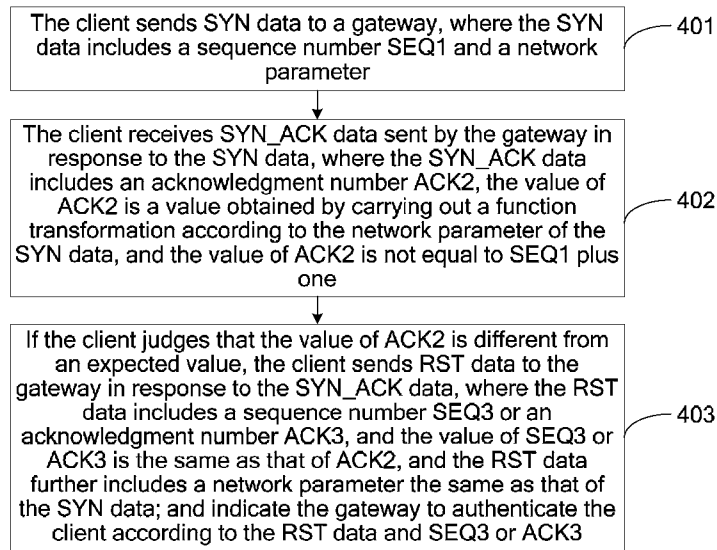 The client sends SYN data to a gateway, where the SYN
data includes a sequence number SEQ1 and a network
parameter
401
The client receives SYN_ACK data sent by the gateway in
response to the SYN data, where the SYN_ACK data
includes an acknowledgment number ACK2, the value of
ACK2 is a value obtained by carrying out a function
transformation according to the network parameter of the
SYN data, and the value of ACK2 is not equal to SEQ1 plus
one
402
If the client judges that the value of ACK2 is different from
an expected value, the client sends RST data to the
gateway in response to the SYN_ACK data, where the RST
data includes a sequence number SEQ3 or an
acknowledgment number ACK3, and the value of SEQ3 or
ACK3 is the same as that of ACK2, and the RST data
further includes a network parameter the same as that of
the SYN data; and indicate the gateway to authenticate the
client according to the RST data and SEQ3 or ACK3
403